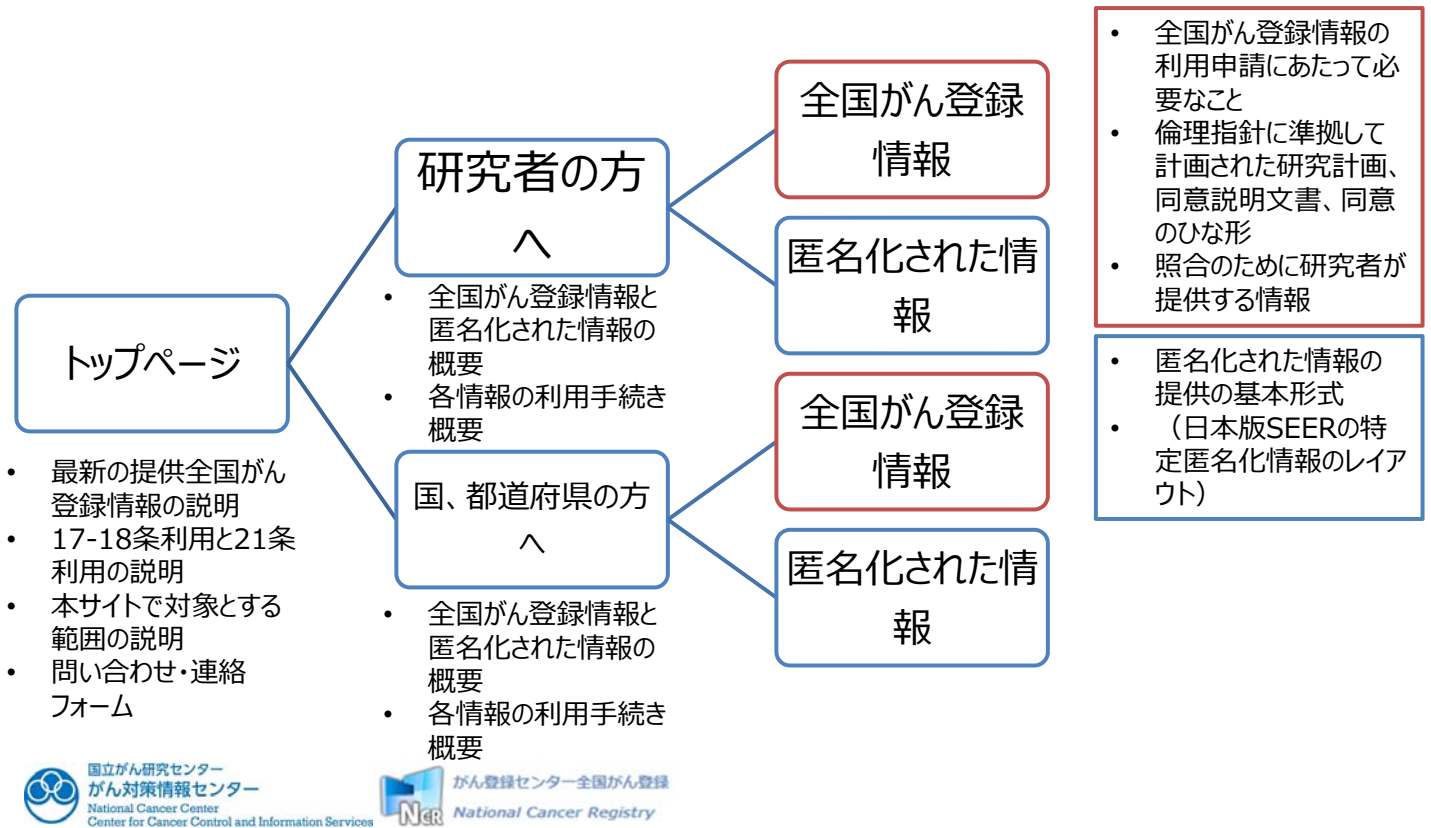 トップページ
• 最新の提供全国がん
登録情報の説明
• 17-18条利用と21条
利用の説明
• 本サイトで対象とする
範囲の説明
• 問い合わせ・連絡
フォーム
研究者の方
へ
• 全国がん登録情報と
匿名化された情報の
概要
• 各情報の利用手続き
概要
国、都道府県の方
へ
• 全国がん登録情報と
匿名化された情報の
概要
• 各情報の利用手続き
概要
全国がん登録
情報
匿名化された情
報
全国がん登録
情報
匿名化された情
報
• 全国がん登録情報の
利用申請にあたって必
要なこと
• 倫理指針に準拠して
計画された研究計画、
同意説明文書、同意
のひな形
• 照合のために研究者が
提供する情報
• 匿名化された情報の
提供の基本形式
• （日本版SEERの特
定匿名化情報のレイア
ウト）
国立がん研究センター
がん対策情報センター
National Cancer Center
Center for Cancer Control and Information Services
NCR
がん登録センター全国がん登録
National Cancer Registry